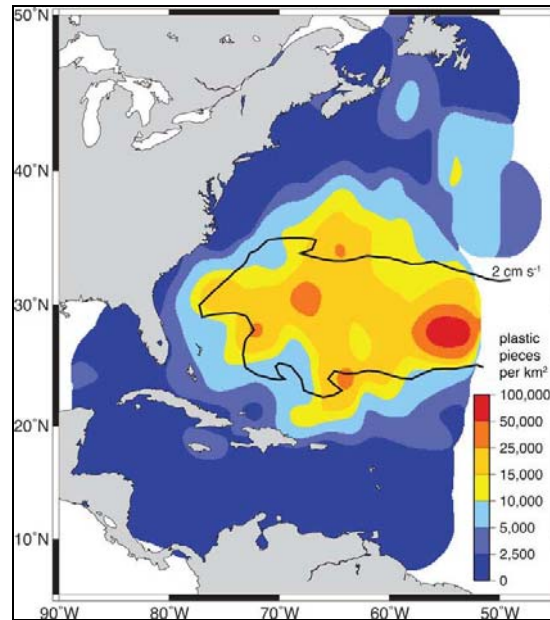 50°N
40°N
30°N
20°N
10°N
2 cm s⁻¹
plastic
pieces
per km²
100,000
50,000
25,000
15,000
10,000
5,000
2,500
0
90°W 80°W 70°W 60°W 50°W